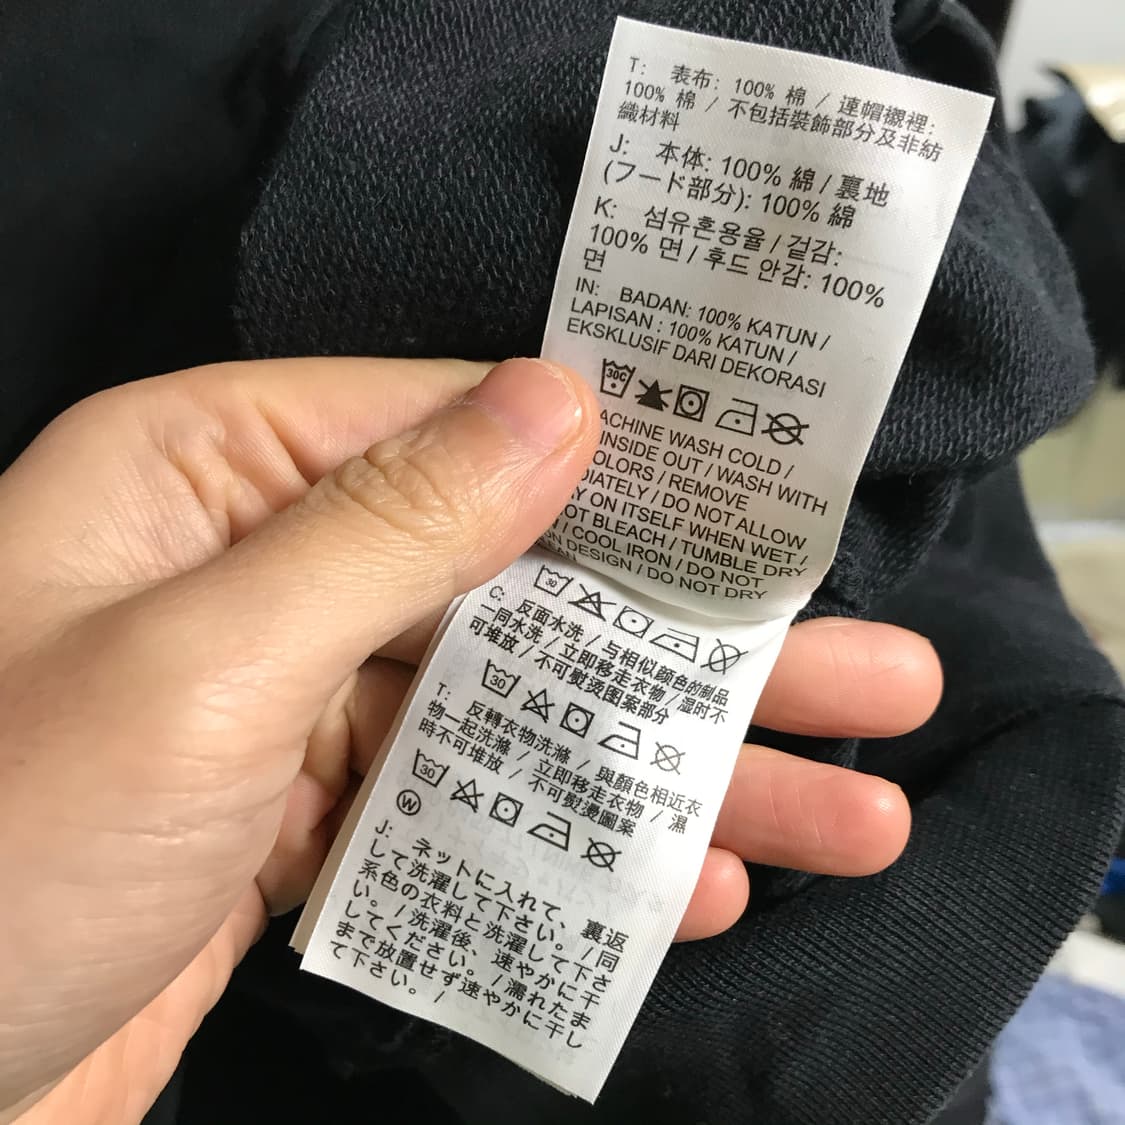 T: 表布: 100% 棉 / 連帽襯裡:
100% 棉 / 不包括裝飾部分及非紡
織材料
J: 本体: 100% 綿 / 裏地
(フード部分): 100% 綿
K: 섬유혼용율 / 겉감:
100% 면 / 후드 안감: 100%
면
IN: BADAN: 100% KATUN /
LAPISAN : 100% KATUN /
EKSKLUSIF DARI DEKORASI
30C
ACHINE WASH COLD /
INSIDE OUT / WASH WITH
OLORS / REMOVE
DIATELY / DO NOT ALLOW
Y ON ITSELF WHEN WET /
NOT BLEACH / TUMBLE DRY
/ COOL IRON / DO NOT
DESIGN / DO NOT DRY
30
C: 反面水洗 / 与相似颜色的制品
一同水洗 / 立即移走衣物 / 湿时不
可堆放 / 不可熨烫图案部分
30
T: 反轉衣物洗滌 / 與顏色相近衣
物一起洗滌 / 立即移走衣物 / 濕
時不可堆放 / 不可熨燙圖案
30
W
J: ネットに入れて、裏返
して洗濯して下さい。/ 同
系色の衣料と洗濯して下さ
い。/ 洗濯後、速やかに干
してください。/ 濡れたま
まで放置せず速やかに干し
て下さい。/